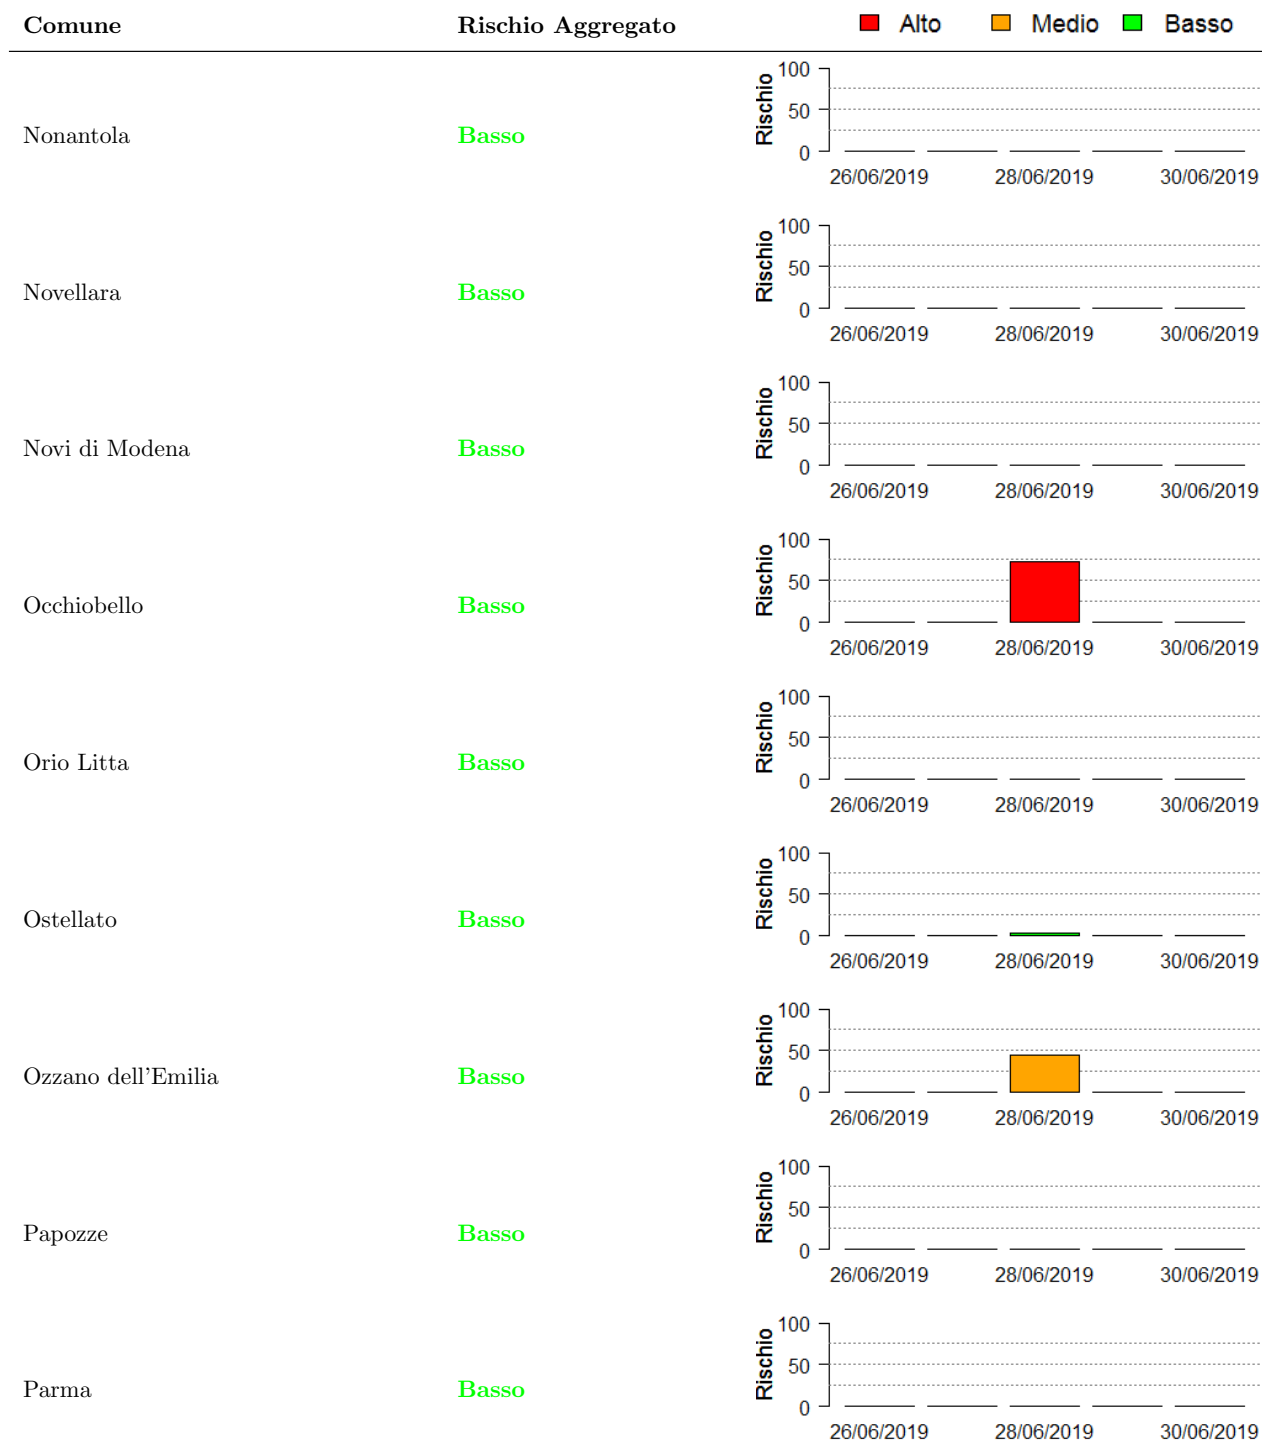 Comune Rischio Aggregato Alto Medio Basso
Nonantola Basso Rischio 100 50 0
26/06/2019 28/06/2019 30/06/2019
Novellara Basso Rischio 100 50 0
26/06/2019 28/06/2019 30/06/2019
Novi di Modena Basso Rischio 100 50 0
26/06/2019 28/06/2019 30/06/2019
Occhiobello Basso Rischio 100 50 0
26/06/2019 28/06/2019 30/06/2019
Orio Litta Basso Rischio 100 50 0
26/06/2019 28/06/2019 30/06/2019
Ostellato Basso Rischio 100 50 0
26/06/2019 28/06/2019 30/06/2019
Ozzano dell'Emilia Basso Rischio 100 50 0
26/06/2019 28/06/2019 30/06/2019
Papozze Basso Rischio 100 50 0
26/06/2019 28/06/2019 30/06/2019
Parma Basso Rischio 100 50 0
26/06/2019 28/06/2019 30/06/2019